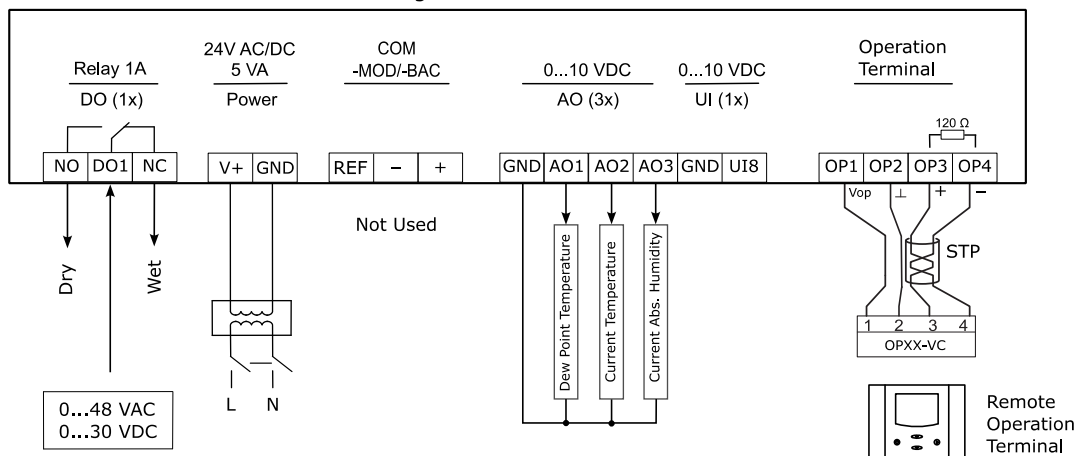 Relay 1A
DO (1x)
24V AC/DC
5 VA
Power
COM
-MOD/-BAC
0...10 VDC
AO (3x)
0...10 VDC
UI (1x)
Operation
Terminal
120 Ω
NO DO1 NC
V+ GND
REF – +
GND AO1 AO2 AO3 GND UI8
OP1 OP2 OP3 OP4
Vop ⊥ + –
Not Used
STP
Dry
Wet
Dew Point Temperature
Current Temperature
Current Abs. Humidity
1 2 3 4
OPXX-VC
L N
0...48 VAC
0...30 VDC
Remote
Operation
Terminal